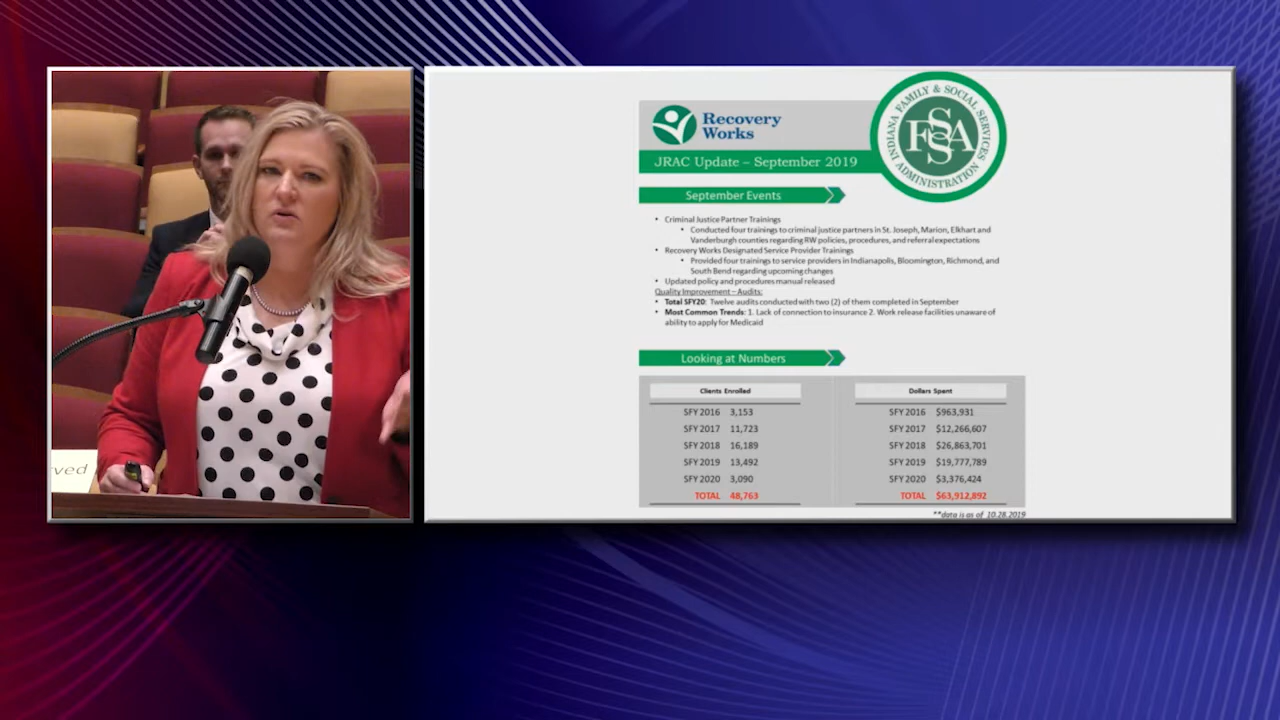 Recovery
Works
INDIANA FAMILY & SOCIAL SERVICES
ADMINISTRATION
FSSA
JRAC Update – September 2019
September Events
• Criminal Justice Partner Trainings
• Conducted four trainings to criminal justice partners in St. Joseph, Marion, Elkhart and
Vanderburgh counties regarding RW policies, procedures, and referral expectations
• Recovery Works Designated Service Provider Trainings
• Provided four trainings to service providers in Indianapolis, Bloomington, Richmond, and
South Bend regarding upcoming changes
• Updated policy and procedures manual released
Quality Improvement – Audits:
• Total SFY20: Twelve audits conducted with two (2) of them completed in September
• Most Common Trends: 1. Lack of connection to insurance 2. Work release facilities unaware of
ability to apply for Medicaid
Looking at Numbers
Clients Enrolled
SFY 2016 3,153
SFY 2017 11,723
SFY 2018 16,189
SFY 2019 13,492
SFY 2020 3,090
TOTAL 48,763
Dollars Spent
SFY 2016 $963,931
SFY 2017 $12,266,607
SFY 2018 $26,863,701
SFY 2019 $19,777,789
SFY 2020 $3,376,424
TOTAL $63,912,892
**data is as of 10.28.2019
ved